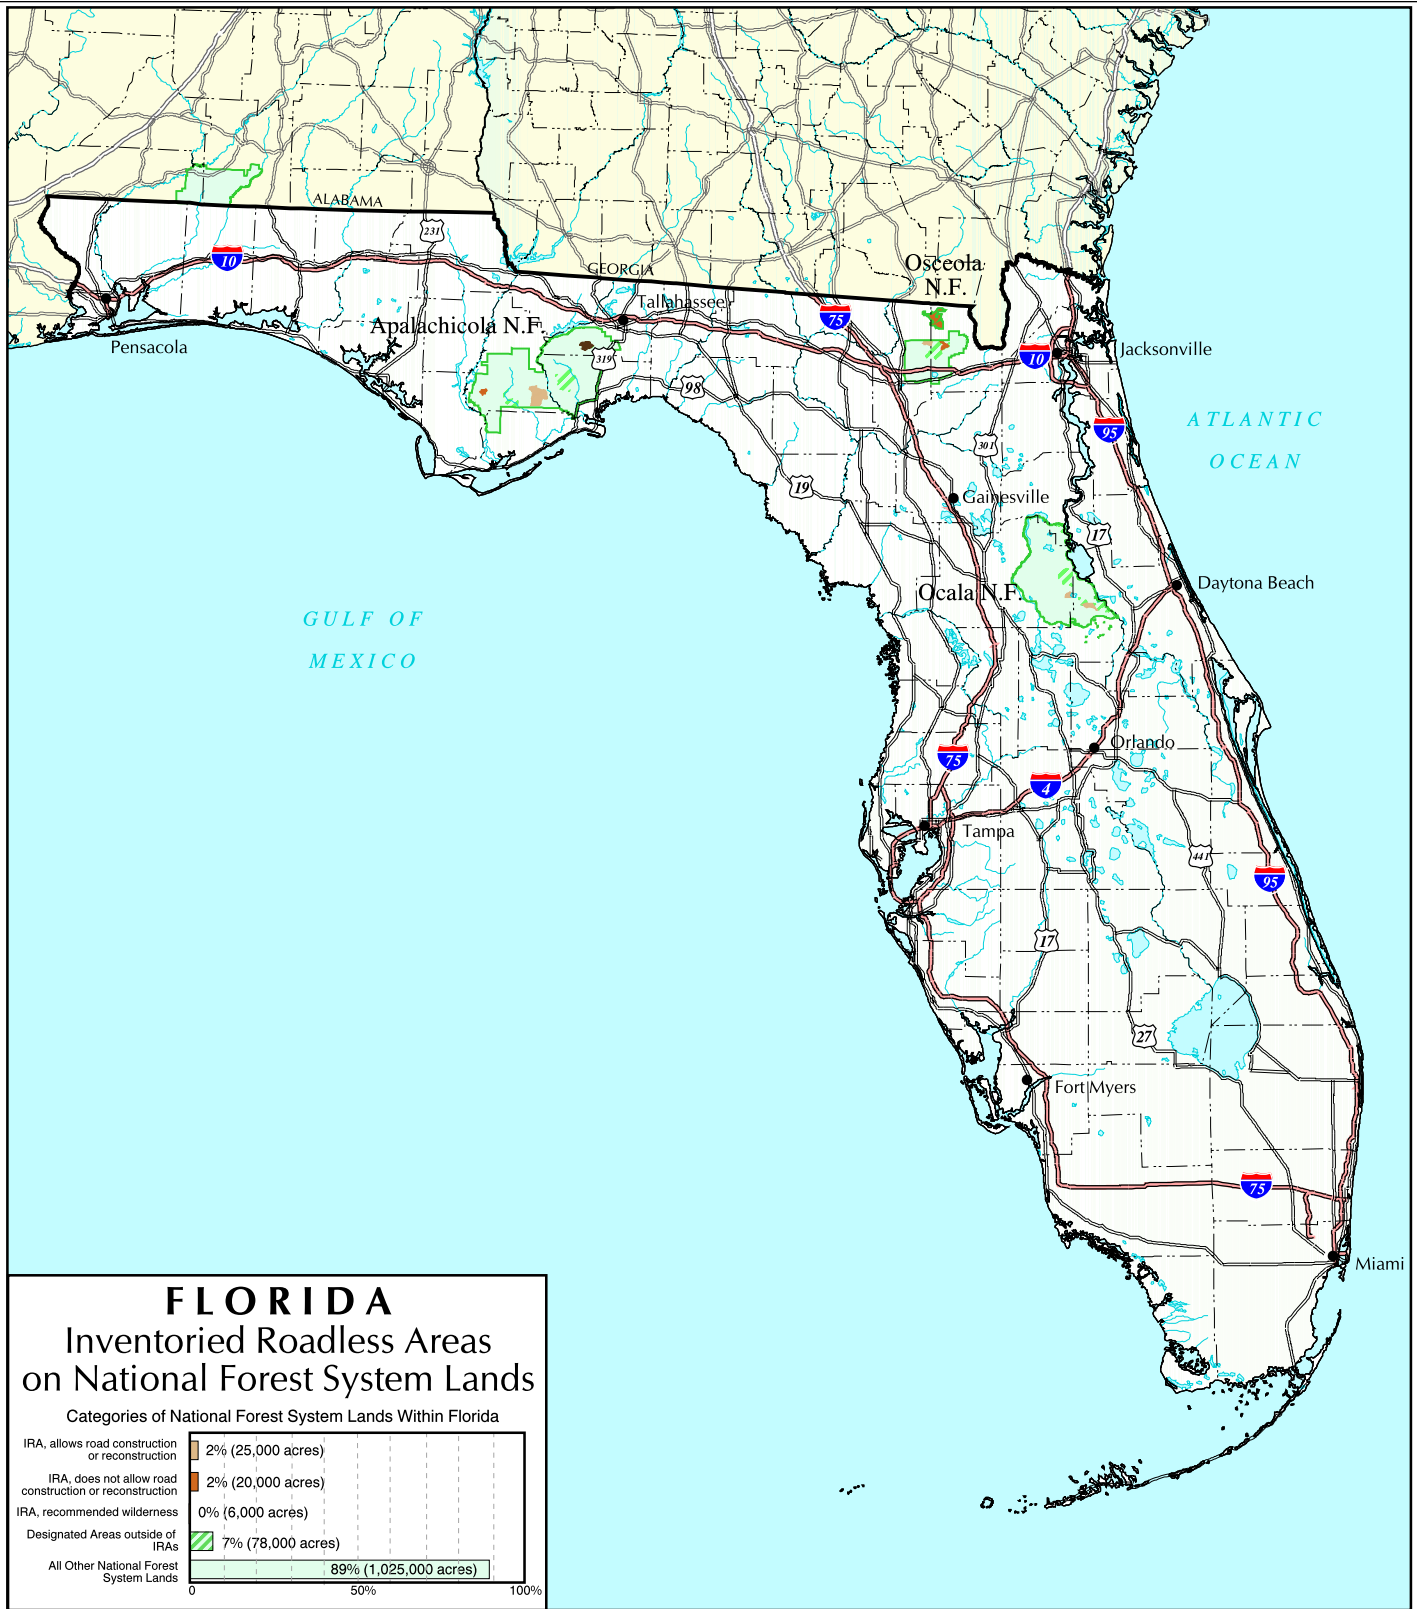 ALABAMA
231
10
GEORGIA
Osceola
N.F.
Tallahassee
75
Apalachicola N.F.
Pensacola
319
10
Jacksonville
98
ATLANTIC
OCEAN
95
301
19
Gainesville
17
Daytona Beach
Ocala N.F.
GULF OF
MEXICO
Orlando
75
4
Tampa
441
95
17
27
Fort Myers
75
Miami
FLORIDA
Inventoried Roadless Areas
on National Forest System Lands
Categories of National Forest System Lands Within Florida
IRA, allows road construction
or reconstruction
2% (25,000 acres)
IRA, does not allow road
construction or reconstruction
2% (20,000 acres)
IRA, recommended wilderness
0% (6,000 acres)
Designated Areas outside of
IRAs
7% (78,000 acres)
All Other National Forest
System Lands
89% (1,025,000 acres)
0 50% 100%